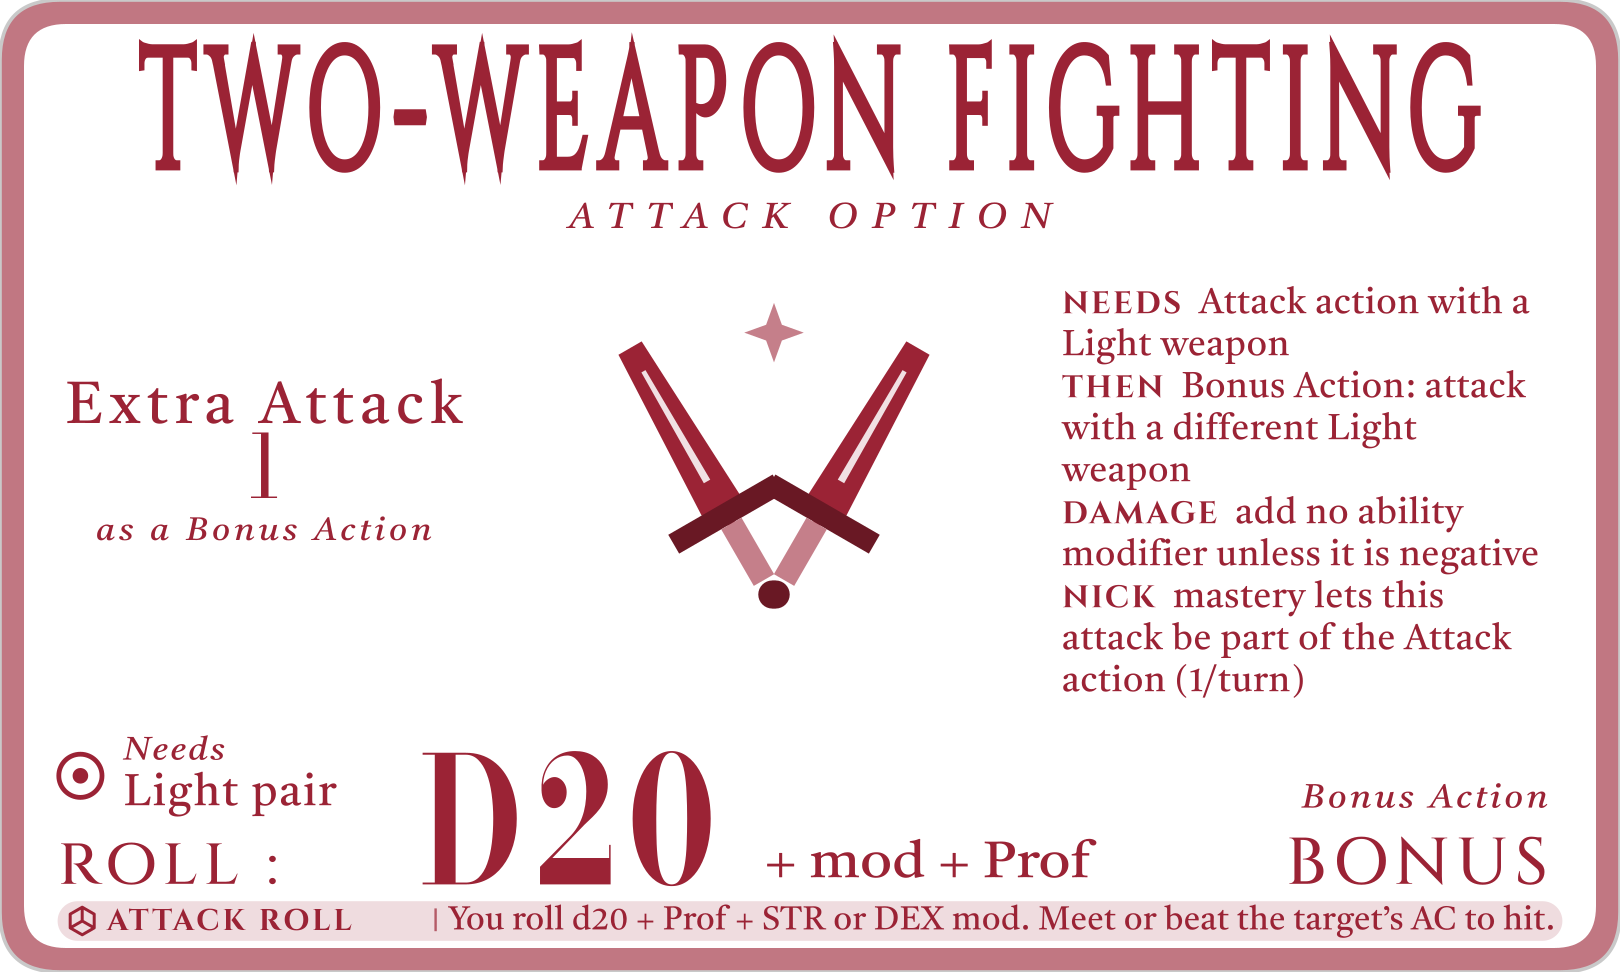 TWO-WEAPON FIGHTING
ATTACK OPTION
Extra Attack
1
as a Bonus Action
NEEDS Attack action with a
Light weapon
THEN Bonus Action: attack
with a different Light
weapon
DAMAGE add no ability
modifier unless it is negative
NICK mastery lets this
attack be part of the Attack
action (1/turn)
Needs
Light pair
ROLL :
D20
+ mod + Prof
Bonus Action
BONUS
ATTACK ROLL | You roll d20 + Prof + STR or DEX mod. Meet or beat the target’s AC to hit.